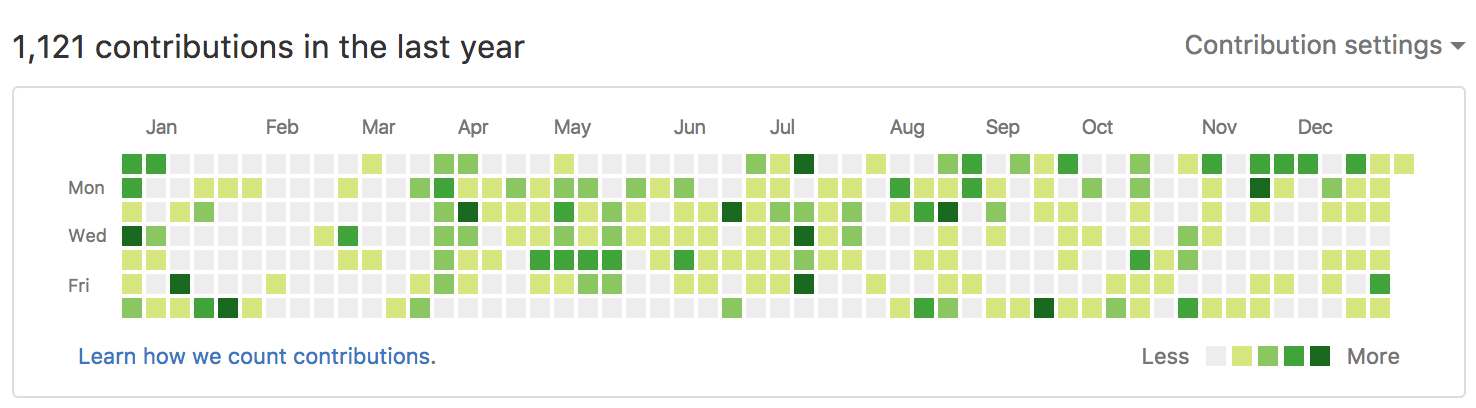 1,121 contributions in the last year
Contribution settings
Jan Feb Mar Apr May Jun Jul Aug Sep Oct Nov Dec
Mon
Wed
Fri
Learn how we count contributions.
Less More